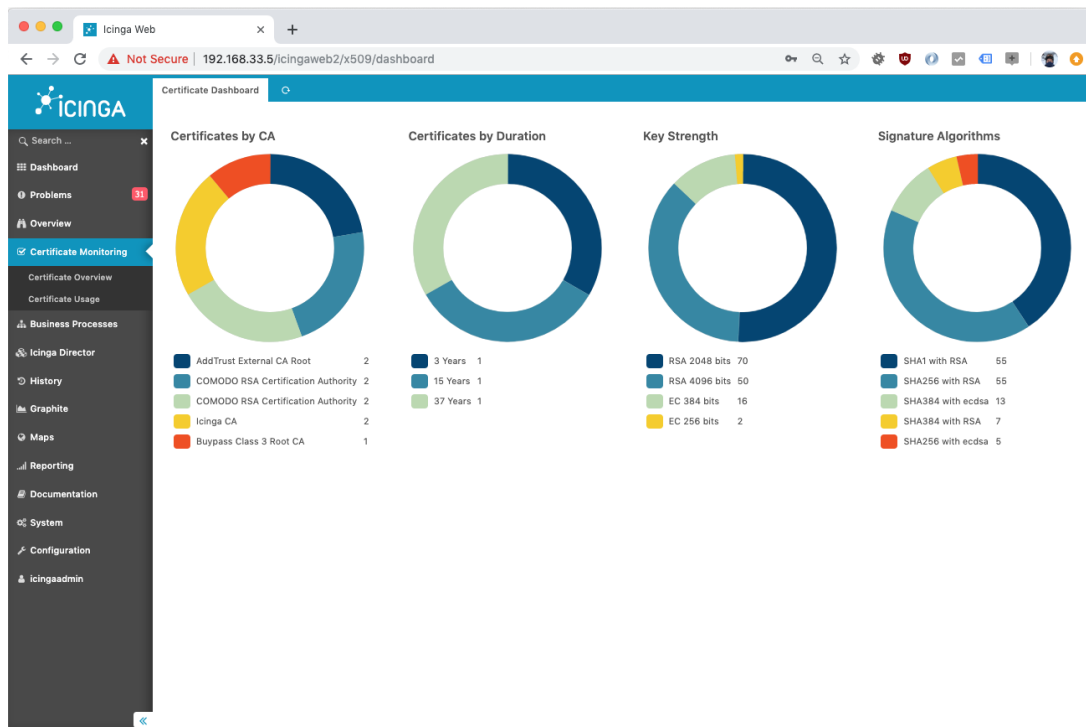 Icinga Web
Not Secure 192.168.33.5/icingaweb2/x509/dashboard
ICINGA
Search ...
Dashboard
Problems 31
Overview
Certificate Monitoring
Certificate Overview
Certificate Usage
Business Processes
Icinga Director
History
Graphite
Maps
Reporting
Documentation
System
Configuration
icingaadmin
Certificate Dashboard
Certificates by CA
AddTrust External CA Root 2
COMODO RSA Certification Authority 2
COMODO RSA Certification Authority 2
Icinga CA 2
Buypass Class 3 Root CA 1
Certificates by Duration
3 Years 1
15 Years 1
37 Years 1
Key Strength
RSA 2048 bits 70
RSA 4096 bits 50
EC 384 bits 16
EC 256 bits 2
Signature Algorithms
SHA1 with RSA 55
SHA256 with RSA 55
SHA384 with ecdsa 13
SHA384 with RSA 7
SHA256 with ecdsa 5